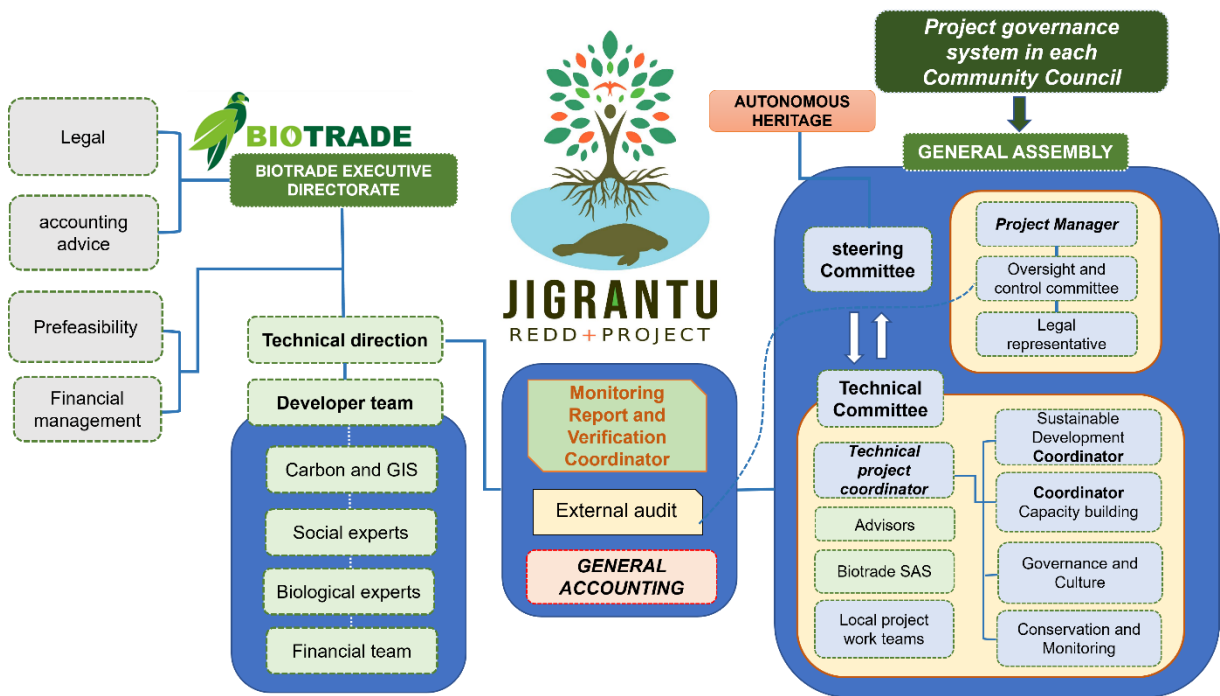 Project governance
system in each
Community Council
Legal
accounting
advice
Prefeasibility
Financial
management
BIOTRADE
BIOTRADE EXECUTIVE
DIRECTORATE
Technical direction
Developer team
Carbon and GIS
Social experts
Biological experts
Financial team
JIGRANTU
REDD+PROJECT
Monitoring
Report and
Verification
Coordinator
External audit
GENERAL
ACCOUNTING
AUTONOMOUS
HERITAGE
GENERAL ASSEMBLY
steering
Committee
Project Manager
Oversight and
control committee
Legal
representative
Technical
Committee
Technical
project
coordinator
Advisors
Biotrade SAS
Local project
work teams
Sustainable
Development
Coordinator
Coordinator
Capacity building
Governance and
Culture
Conservation and
Monitoring